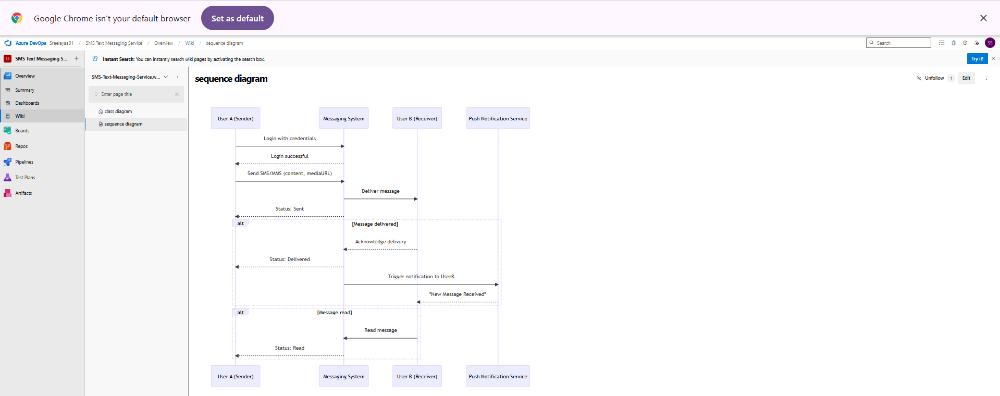 Google Chrome isn't your default browser Set as default
Azure DevOps Sreelayaa01 / SMS Text Messaging Service / Overview / Wiki / sequence diagram Search SS
SS SMS Text Messaging S...
Instant Search: You can instantly search wiki pages by activating the search box. Try it!
Overview
Summary
Dashboards
Wiki
Boards
Repos
Pipelines
Test Plans
Artifacts
SMS-Text-Messaging-Service.w...
Enter page title
class diagram
sequence diagram
sequence diagram
Unfollow 1 Edit
User A (Sender) Messaging System User B (Receiver) Push Notification Service
Login with credentials
Login successful
Send SMS/MMS (content, mediaURL)
Deliver message
Status: Sent
alt [Message delivered]
Acknowledge delivery
Status: Delivered
Trigger notification to UserB
"New Message Received"
alt [Message read]
Read message
Status: Read
User A (Sender) Messaging System User B (Receiver) Push Notification Service